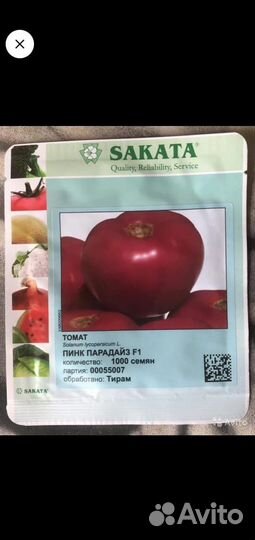 SAKATA®
Quality, Reliability, Service
ТОМАТ
Solanum lycopersicum L.
ПИНК ПАРАДАЙЗ F1
количество: 1000 семян
партия: 00055007
обработано: Тирам
SAKATA
Avito
Avito